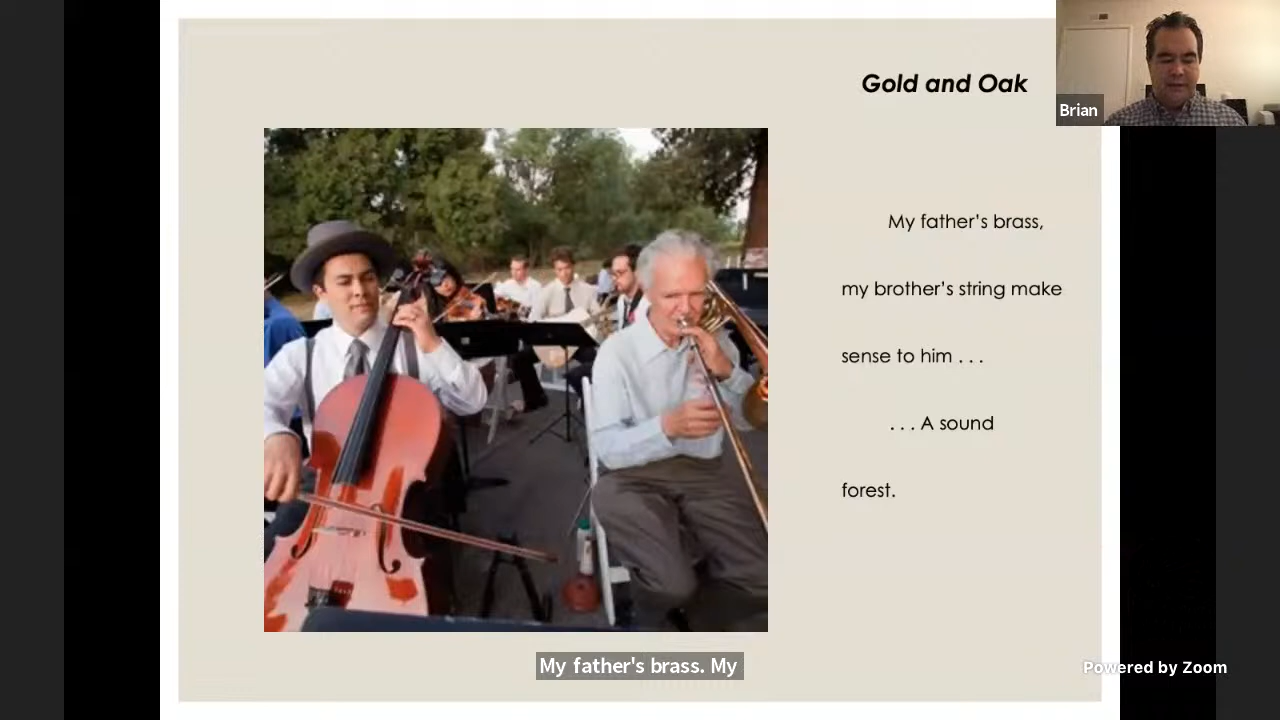 Gold and Oak
Brian
My father's brass,
my brother's string make
sense to him . . .
. . . A sound
forest.
My father's brass. My
Powered by Zoom